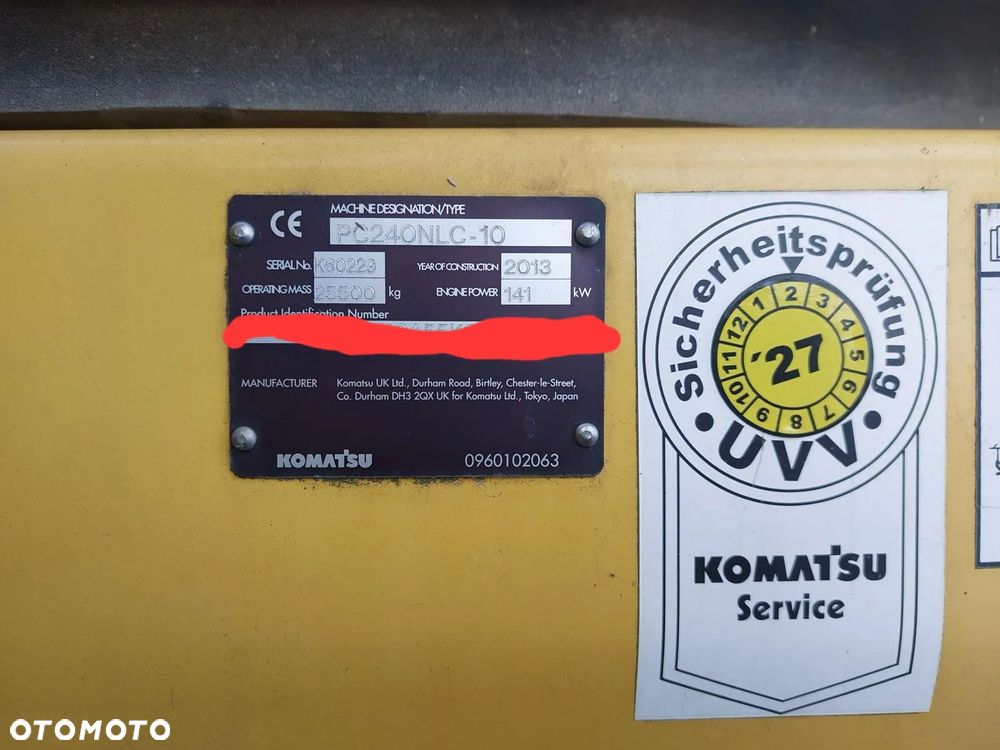 CE
MACHINE DESIGNATION/TYPE
PC240NLC-10
SERIAL No. K60229 YEAR OF CONSTRUCTION 2013
OPERATING MASS 25500 kg ENGINE POWER 141 kW
Product Identification Number
MANUFACTURER Komatsu UK Ltd., Durham Road, Birtley, Chester-le-Street,
Co. Durham DH3 2QX UK for Komatsu Ltd., Tokyo, Japan
KOMATSU 0960102063
Sicherheitsprüfung
1 2 3 4 5 6 7 8 9 10 11 12
'27
• UVV •
KOMATSU
Service
OTOMOTO